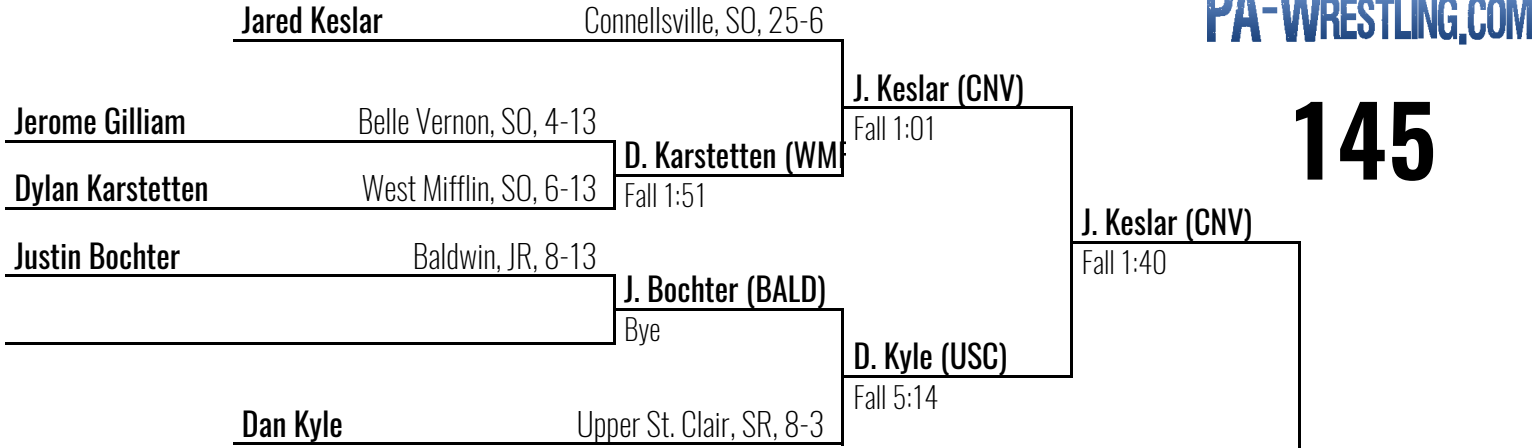 PA-WRESTLING.COM
Jared Keslar Connellsville, SO, 25-6
J. Keslar (CNV)
145
Jerome Gilliam Belle Vernon, SO, 4-13
Fall 1:01
D. Karstetten (WMF
Dylan Karstetten West Mifflin, SO, 6-13
Fall 1:51
J. Keslar (CNV)
Justin Bochter Baldwin, JR, 8-13
Fall 1:40
J. Bochter (BALD)
Bye
D. Kyle (USC)
Fall 5:14
Dan Kyle Upper St. Clair, SR, 8-3